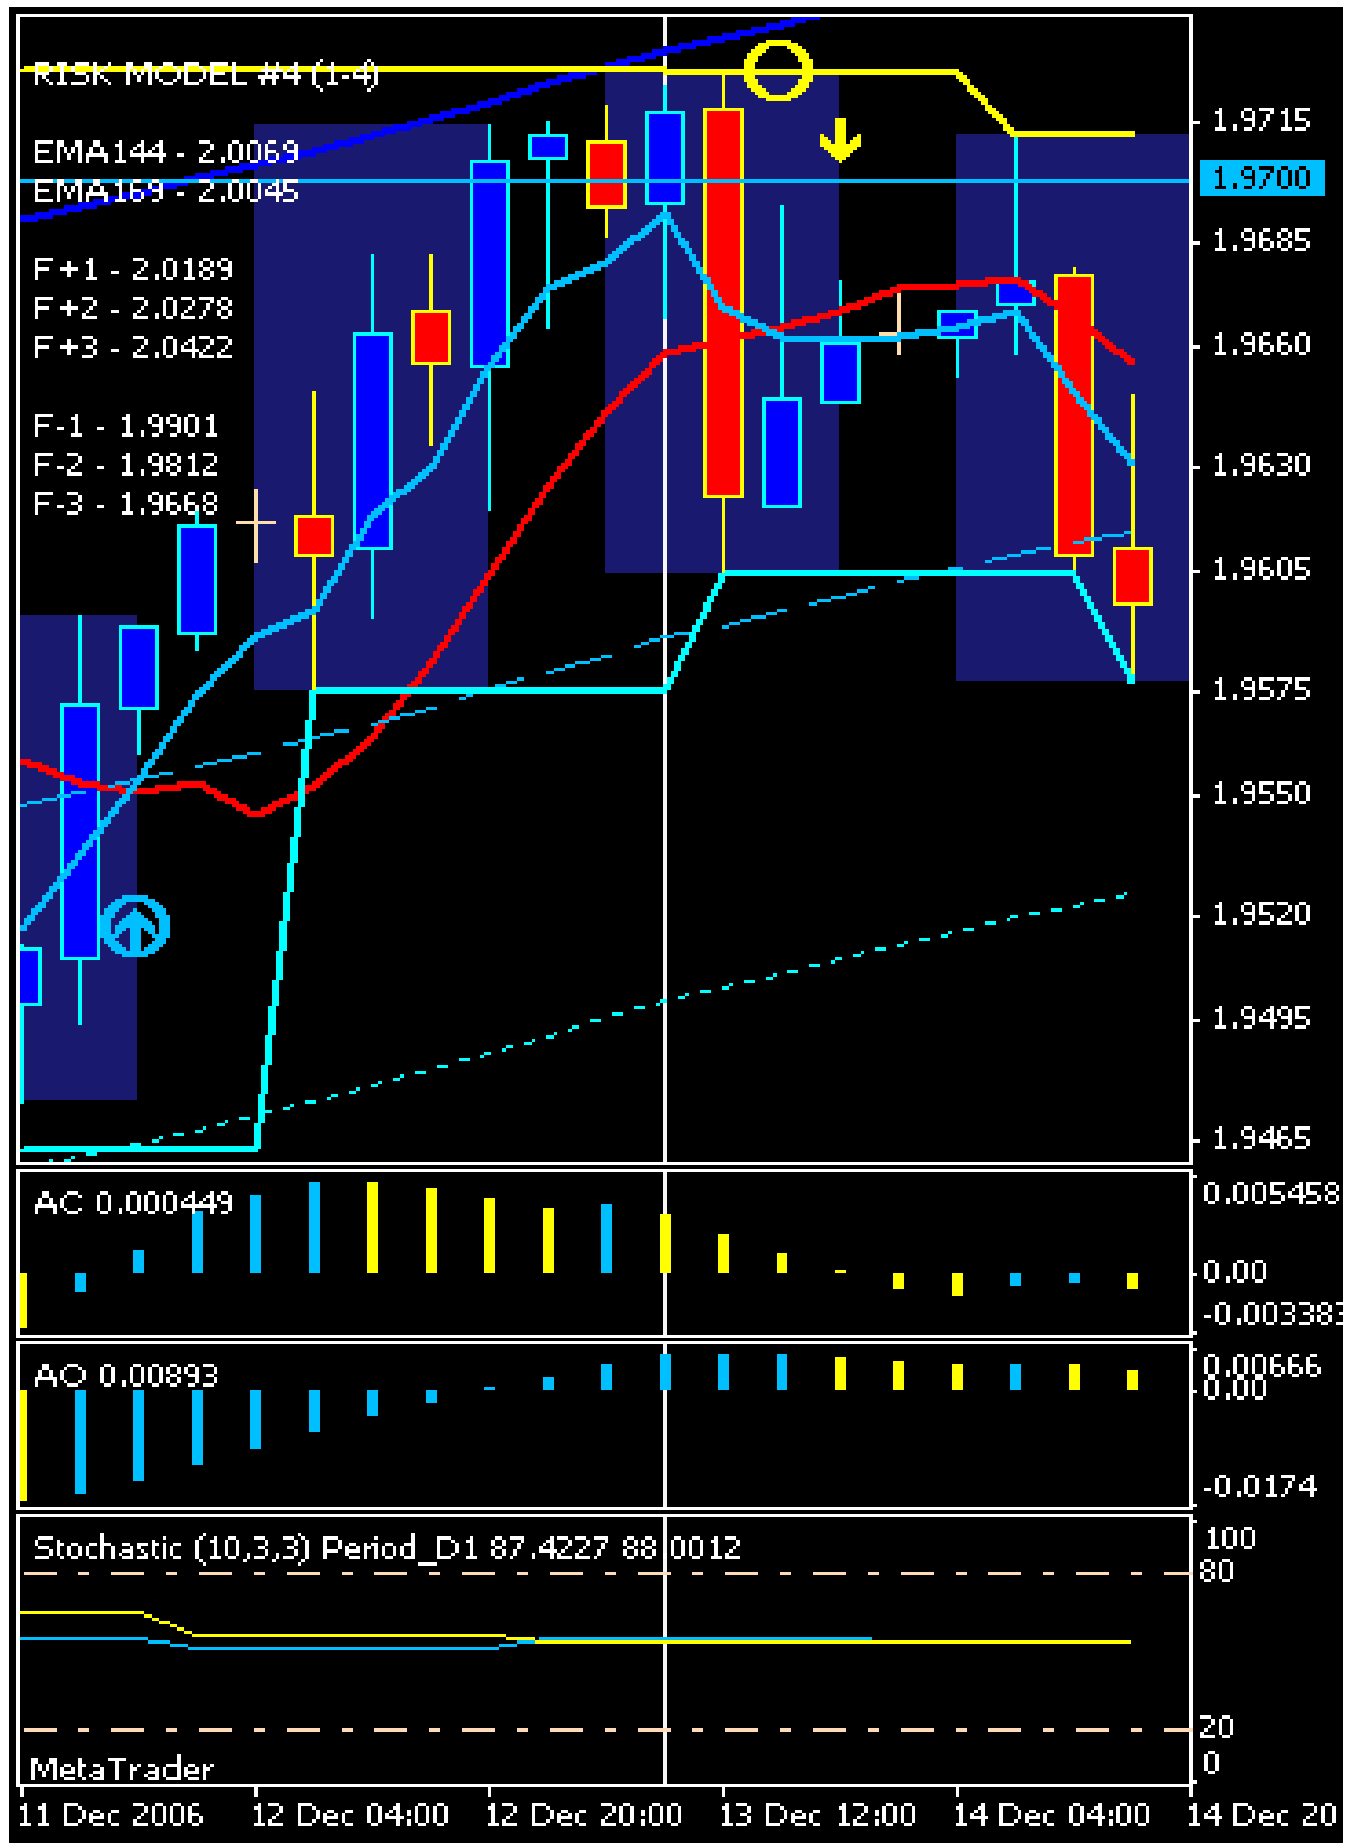 RISK MODEL #4 (1-4)
1.9715
EMA144 - 2.0069
EMA169 - 2.0045
1.9700
1.9685
F+1 - 2.0189
F+2 - 2.0278
F+3 - 2.0422
1.9660
F-1 - 1.9901
F-2 - 1.9812
F-3 - 1.9668
1.9630
1.9605
1.9575
1.9550
1.9520
1.9495
1.9465
AC 0.000449
0.005458
0.00
-0.003383
AO 0.00893
0.00666
0.00
-0.0174
Stochastic (10,3,3) Period_D1 87.4227 88.0012
100
80
20
0
MetaTrader
11 Dec 2006 12 Dec 04:00 12 Dec 20:00 13 Dec 12:00 14 Dec 04:00 14 Dec 20